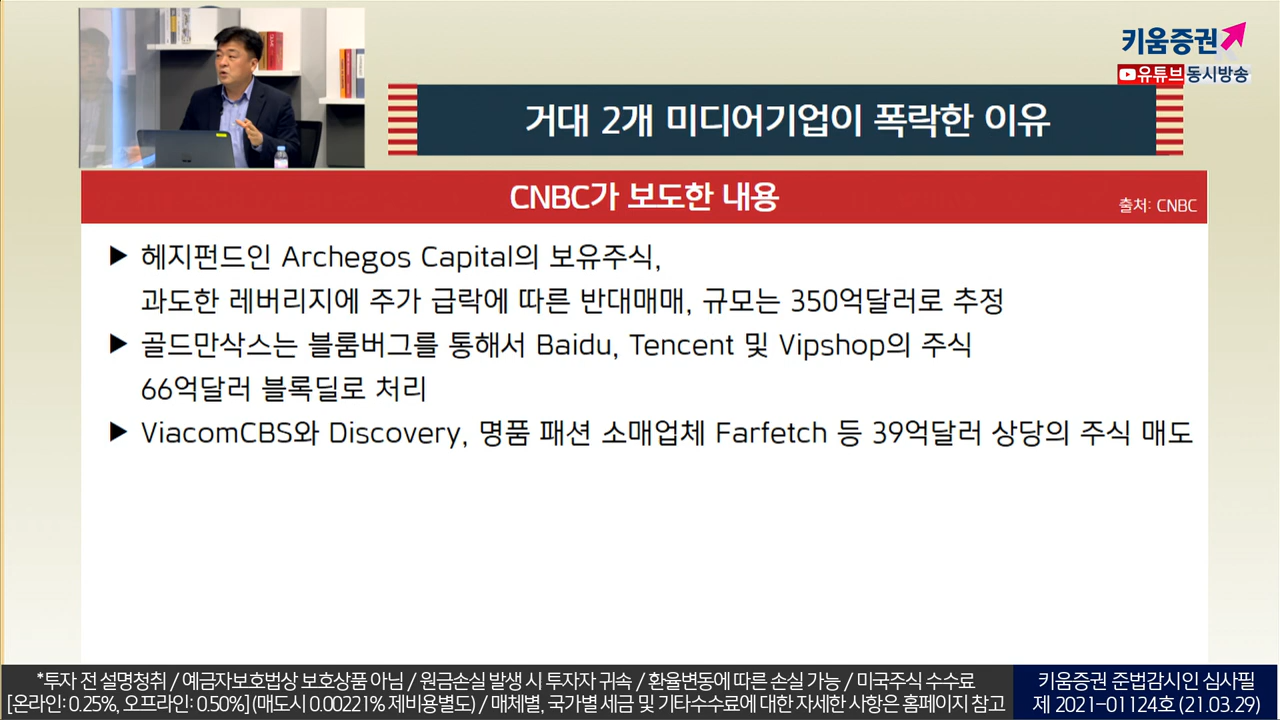 키움증권
유튜브 동시방송
거대 2개 미디어기업이 폭락한 이유
CNBC가 보도한 내용
출처: CNBC
▶ 헤지펀드인 Archegos Capital의 보유주식,
과도한 레버리지에 주가 급락에 따른 반대매매, 규모는 350억달러로 추정
▶ 골드만삭스는 블룸버그를 통해서 Baidu, Tencent 및 Vipshop의 주식
66억달러 블록딜로 처리
▶ ViacomCBS와 Discovery, 명품 패션 소매업체 Farfetch 등 39억달러 상당의 주식 매도
*투자 전 설명청취 / 예금자보호법상 보호상품 아님 / 원금손실 발생 시 투자자 귀속 / 환율변동에 따른 손실 가능 / 미국주식 수수료
[온라인: 0.25%, 오프라인: 0.50%] (매도시 0.00221% 제비용별도) / 매체별, 국가별 세금 및 기타수수료에 대한 자세한 사항은 홈페이지 참고
키움증권 준법감시인 심사필
제 2021-01124호 (21.03.29)